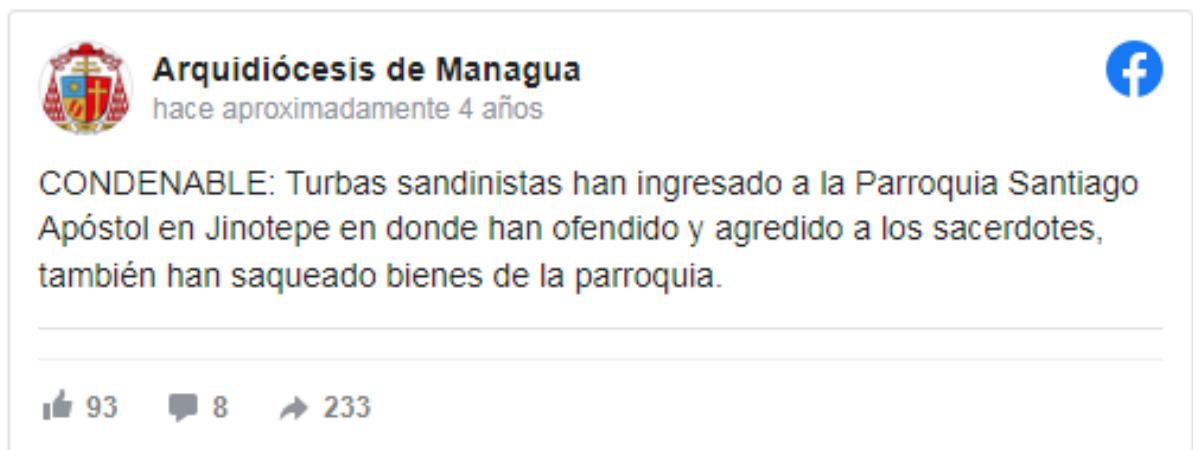 Arquidiócesis de Managua
hace aproximadamente 4 años
CONDENABLE: Turbas sandinistas han ingresado a la Parroquia Santiago
Apóstol en Jinotepe en donde han ofendido y agredido a los sacerdotes,
también han saqueado bienes de la parroquia.
93 8 233